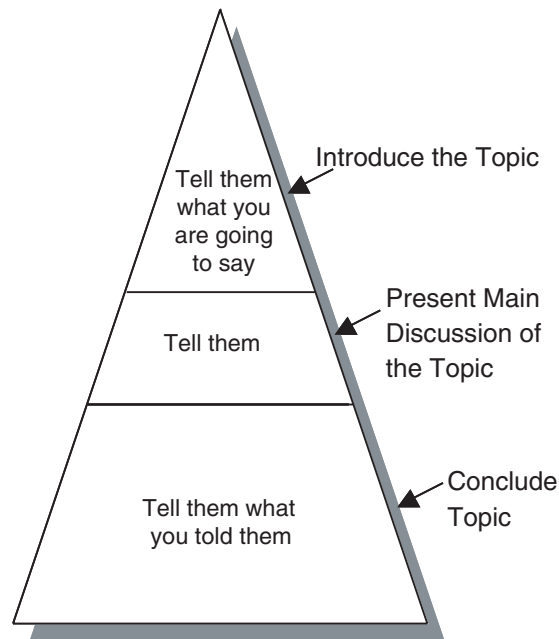 Introduce the Topic
Tell them
what you
are going
to say
Present Main
Discussion of
the Topic
Tell them
Conclude
Topic
Tell them what
you told them